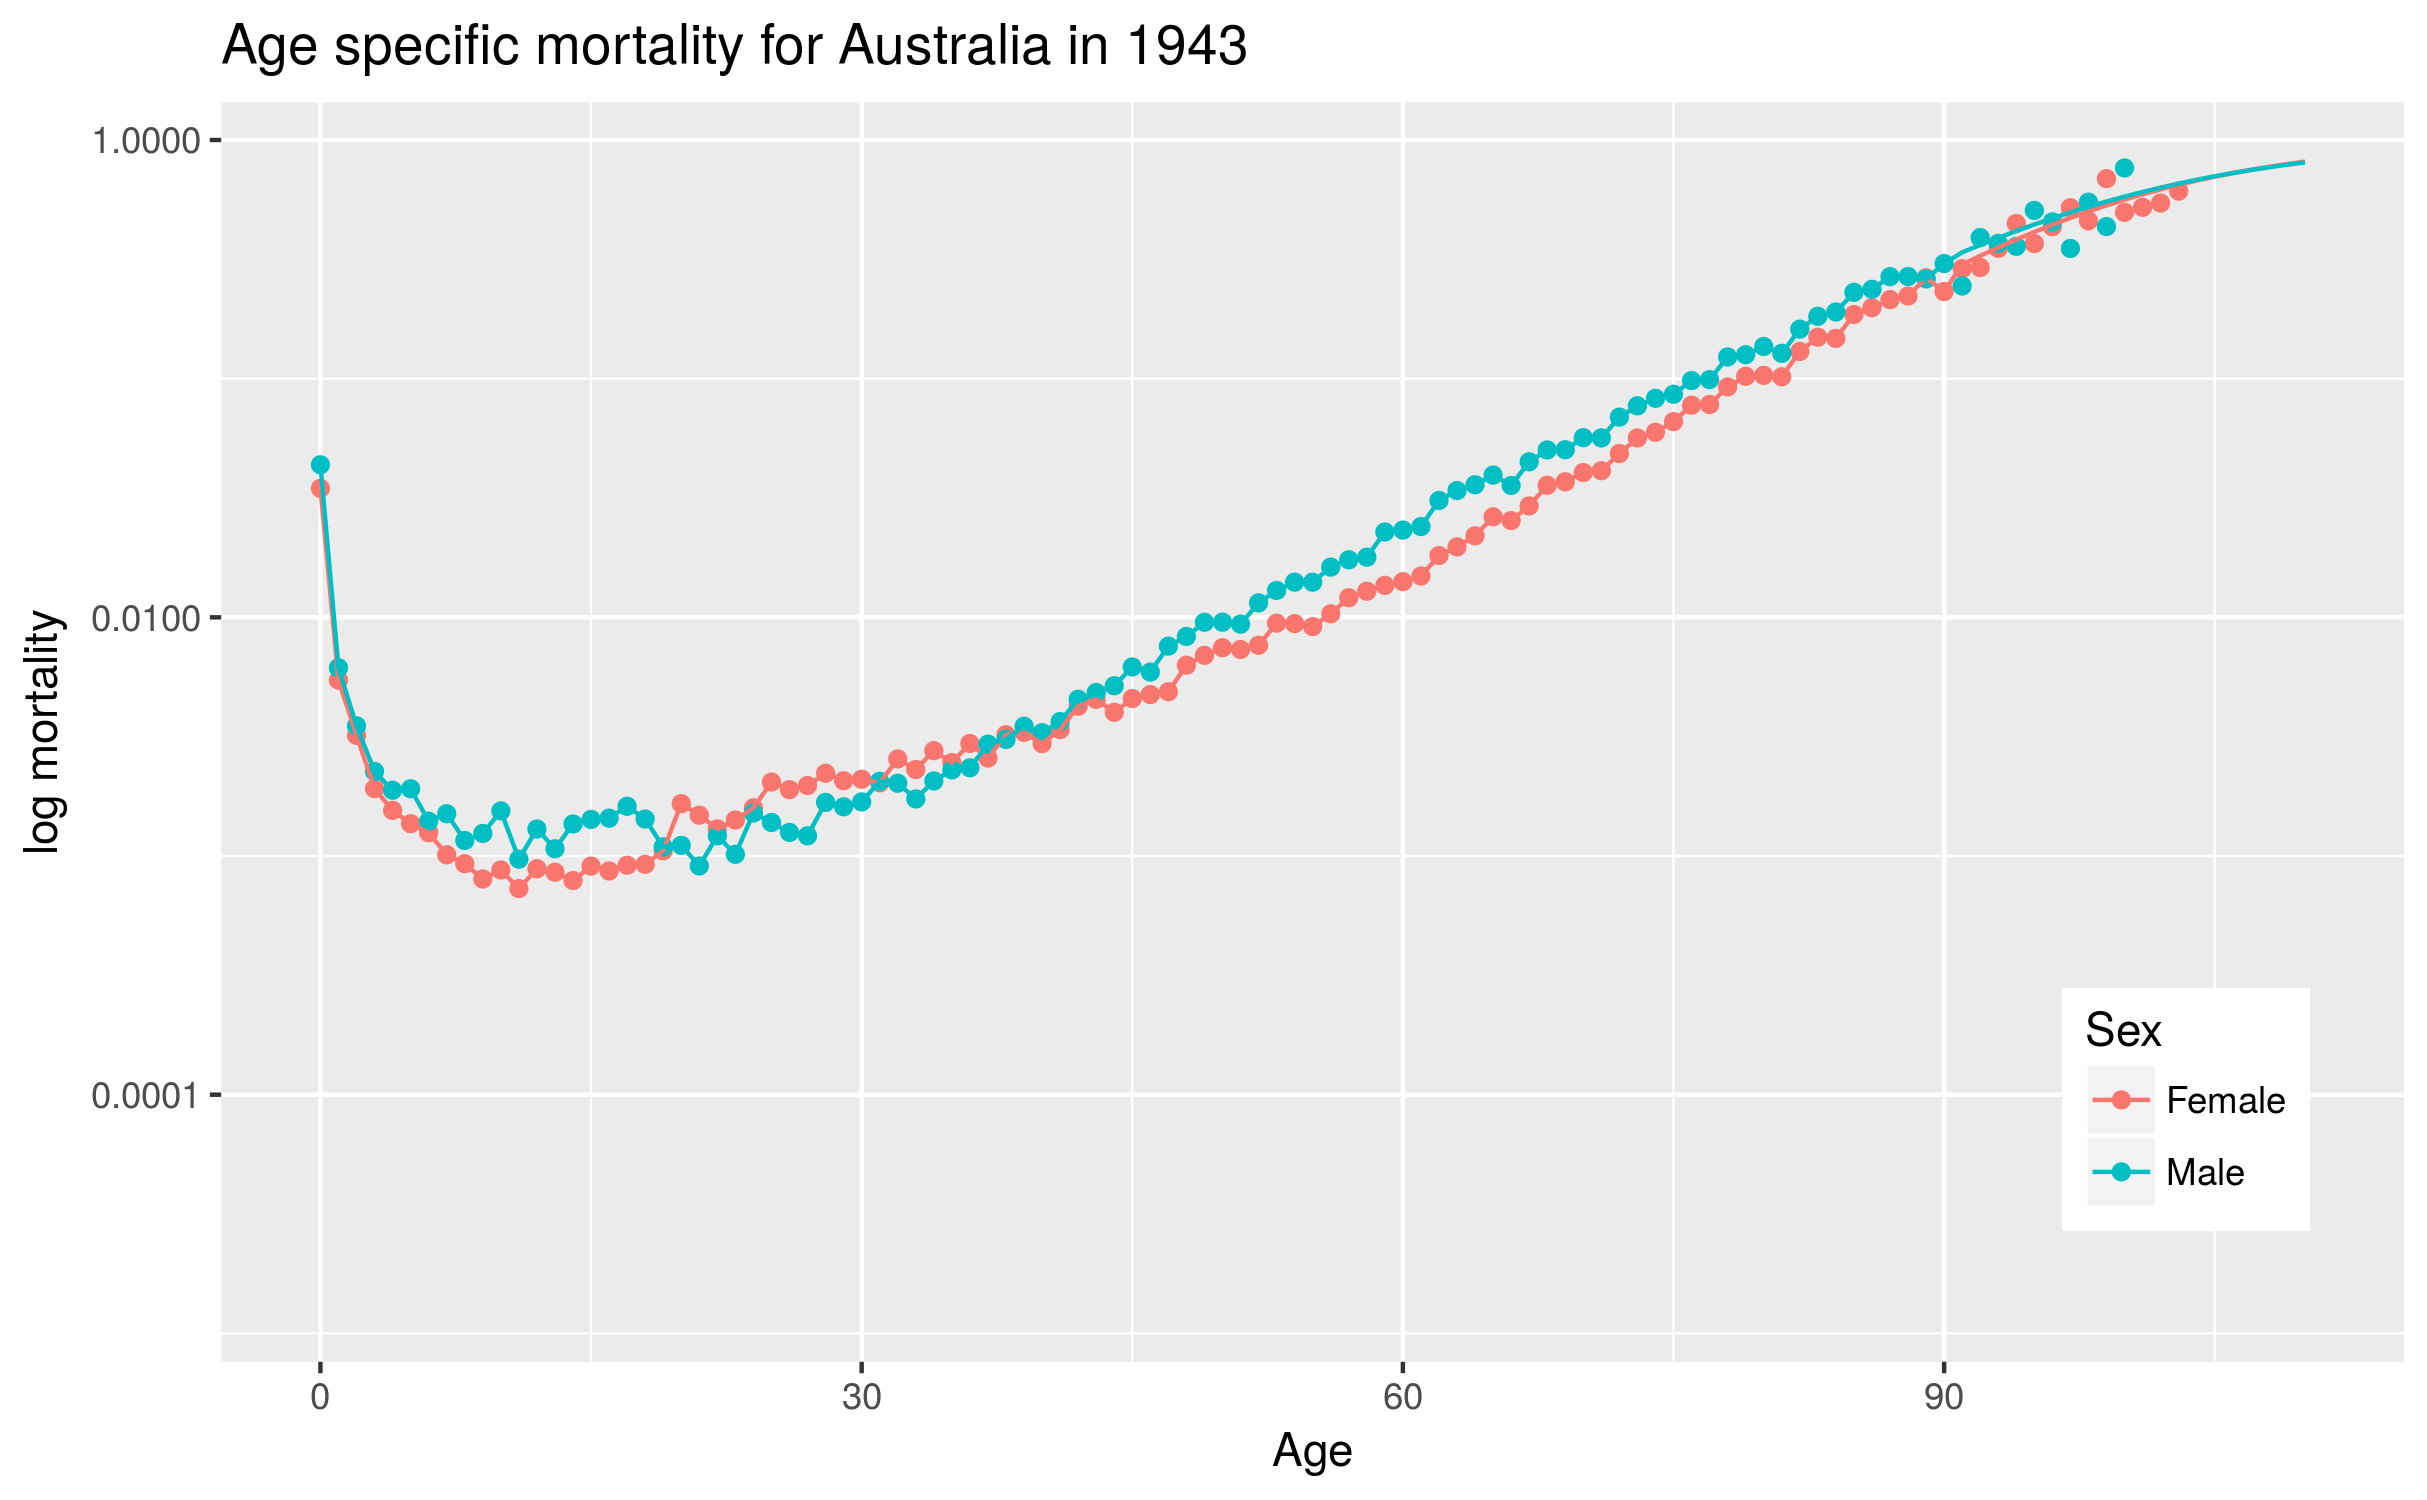 Age specific mortality for Australia in 1943
log mortality
1.0000
0.0100
0.0001
0 30 60 90
Age
Sex
Female
Male